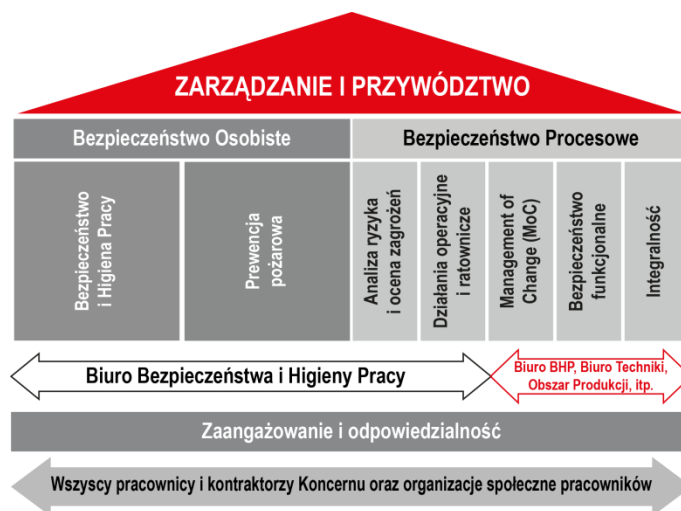 ZARZĄDZANIE I PRZYWÓDZTWO
Bezpieczeństwo Osobiste
Bezpieczeństwo Procesowe
Bezpieczeństwo
i Higiena Pracy
Prewencja
pożarowa
Analiza ryzyka
i ocena zagrożeń
Działania operacyjne
i ratownicze
Management of
Change (MoC)
Bezpieczeństwo
funkcjonalne
Integralność
Biuro Bezpieczeństwa i Higieny Pracy
Biuro BHP, Biuro Techniki,
Obszar Produkcji, itp.
Zaangażowanie i odpowiedzialność
Wszyscy pracownicy i kontraktorzy Koncernu oraz organizacje społeczne pracowników